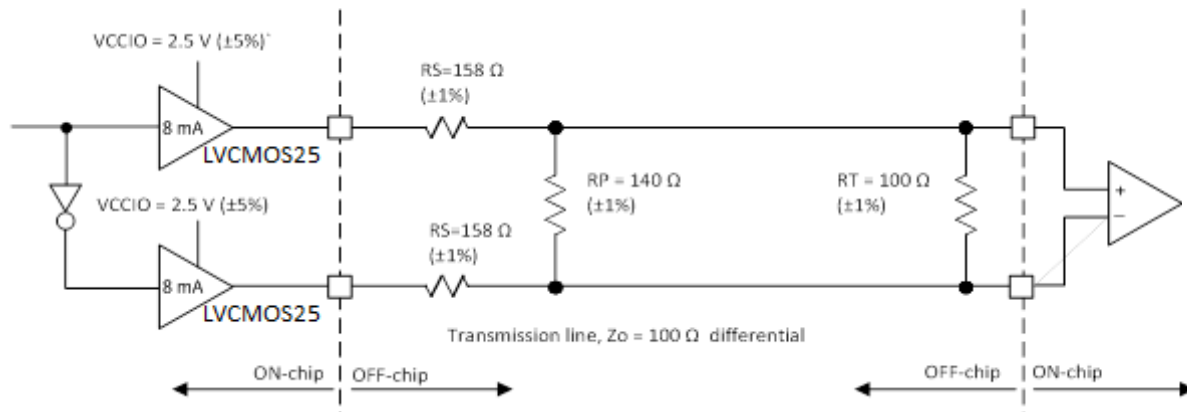 VCCIO = 2.5 V (±5%)`
RS=158 Ω
(±1%)
8 mA
LVCMOS25
RP = 140 Ω
(±1%)
RT = 100 Ω
(±1%)
+
−
VCCIO = 2.5 V (±5%)
RS=158 Ω
(±1%)
8 mA
LVCMOS25
Transmission line, Zo = 100 Ω differential
ON-chip
OFF-chip
OFF-chip
ON-chip